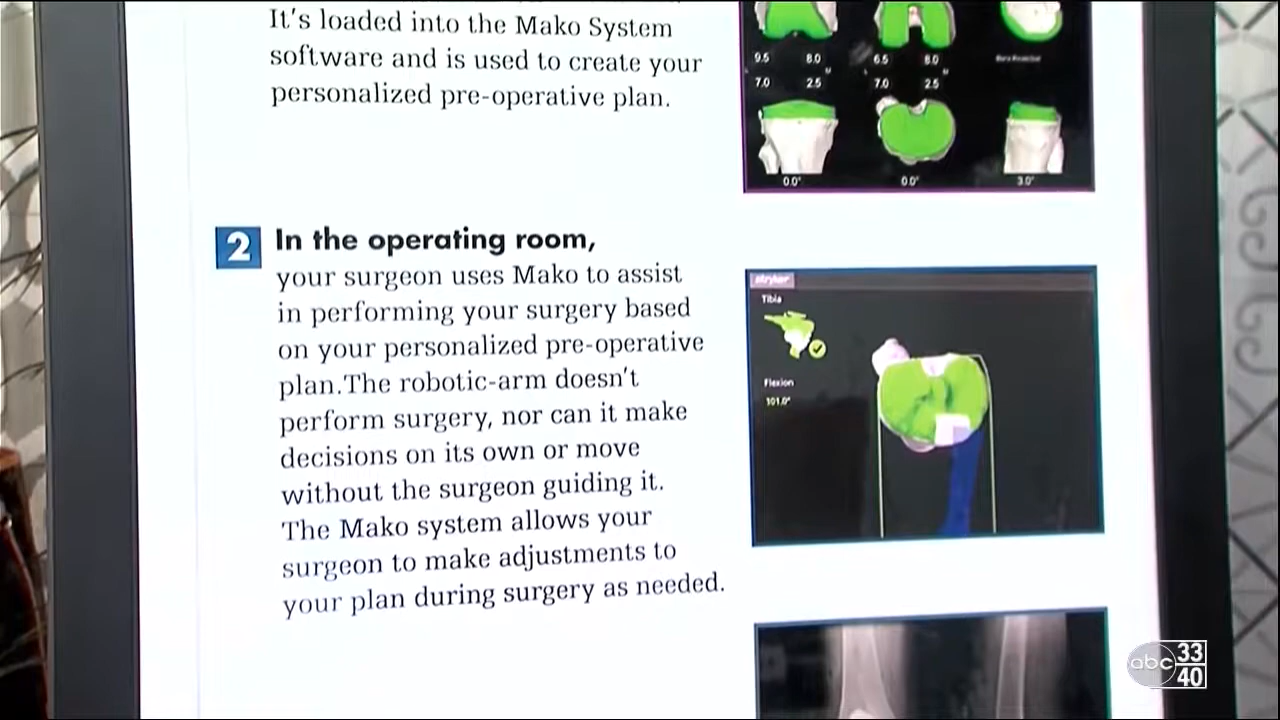 It's loaded into the Mako System
software and is used to create your
personalized pre-operative plan.
9.5 8.0 6.5 8.0
7.0 2.5 7.0 2.5
0.0° 0.0° 3.0°
2 In the operating room,
your surgeon uses Mako to assist
in performing your surgery based
on your personalized pre-operative
plan.The robotic-arm doesn't
perform surgery, nor can it make
decisions on its own or move
without the surgeon guiding it.
The Mako system allows your
surgeon to make adjustments to
your plan during surgery as needed.
stryker
Tibia
Flexion
101.0°
abc 33
40